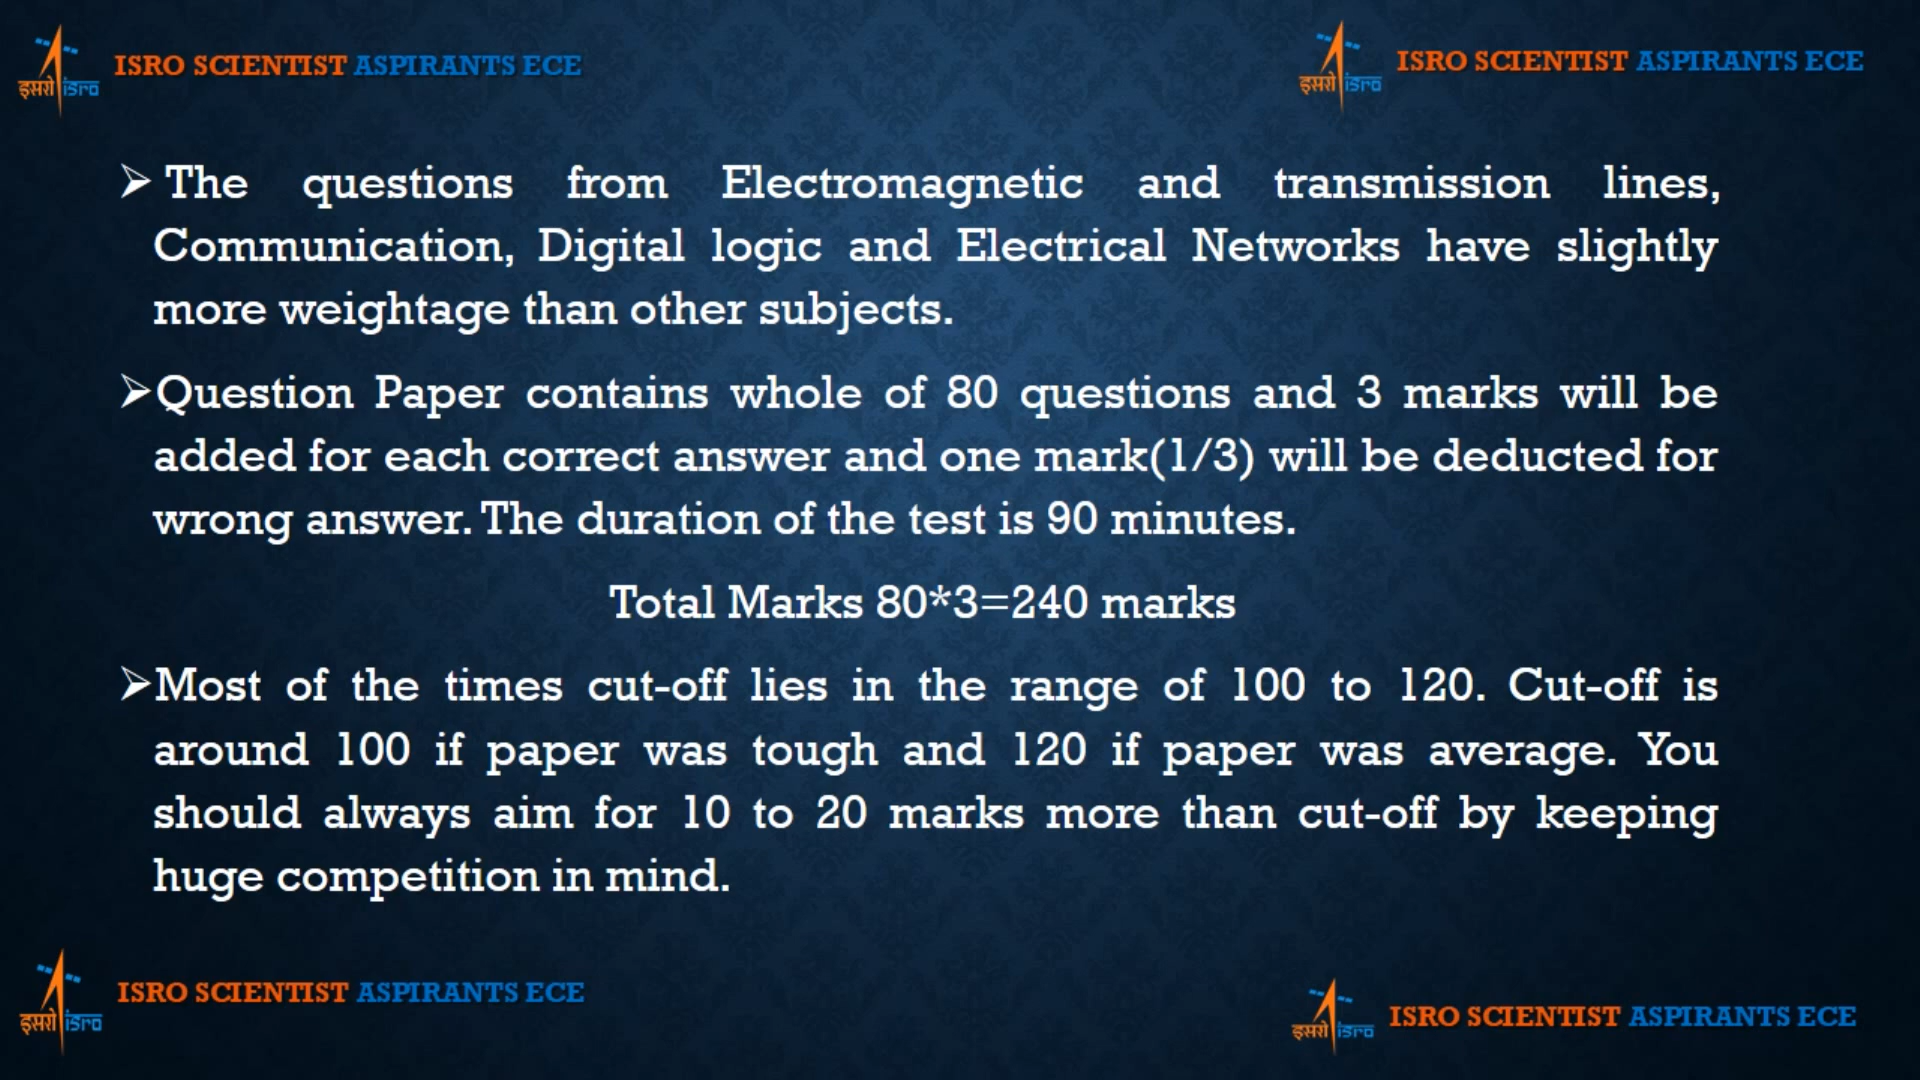 इसरो isro ISRO SCIENTIST ASPIRANTS ECE
इसरो isro ISRO SCIENTIST ASPIRANTS ECE
➢ The questions from Electromagnetic and transmission lines,
Communication, Digital logic and Electrical Networks have slightly
more weightage than other subjects.
➢Question Paper contains whole of 80 questions and 3 marks will be
added for each correct answer and one mark(1/3) will be deducted for
wrong answer. The duration of the test is 90 minutes.
Total Marks 80*3=240 marks
➢Most of the times cut-off lies in the range of 100 to 120. Cut-off is
around 100 if paper was tough and 120 if paper was average. You
should always aim for 10 to 20 marks more than cut-off by keeping
huge competition in mind.
इसरो isro ISRO SCIENTIST ASPIRANTS ECE
इसरो isro ISRO SCIENTIST ASPIRANTS ECE